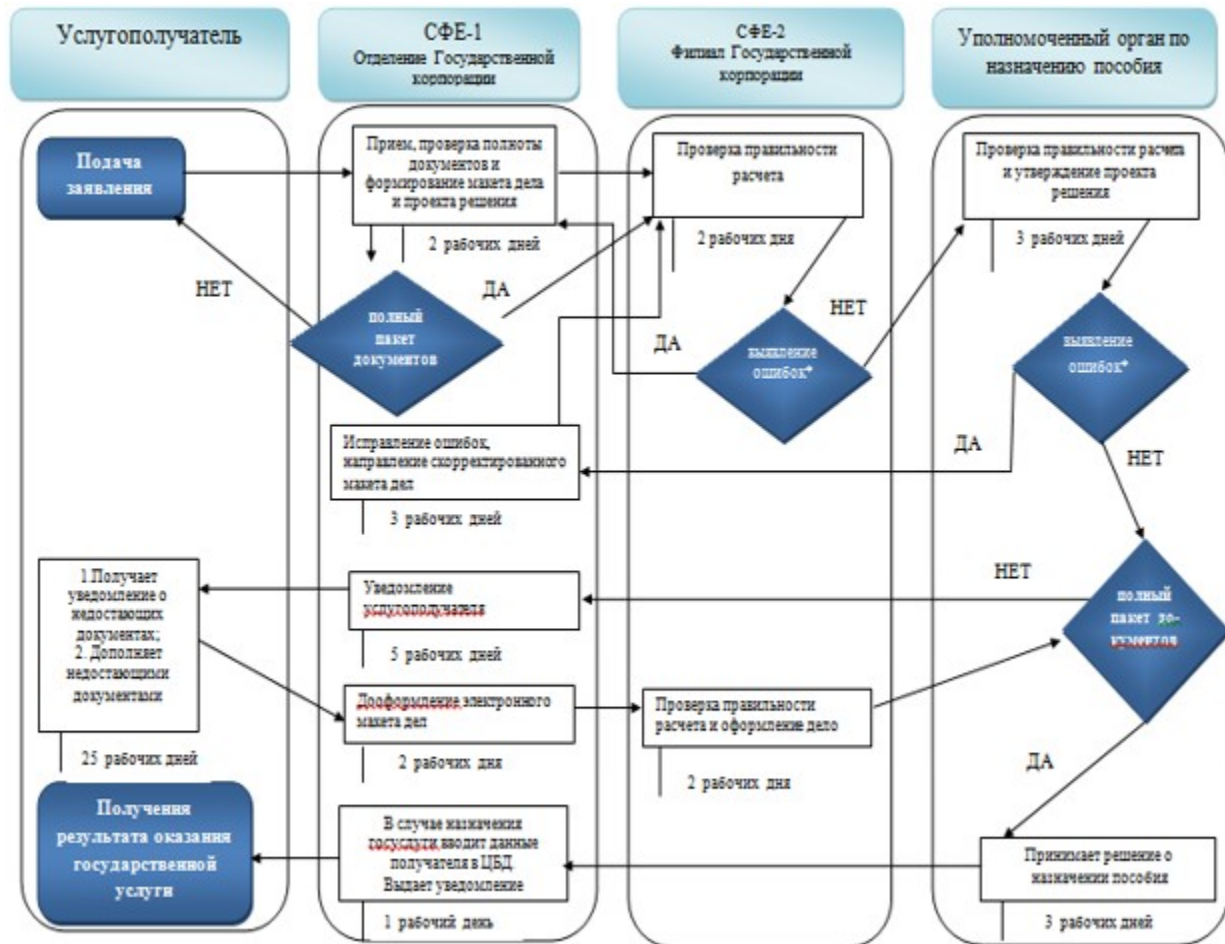 Услугополучатель
СФЕ-1
Отделение Государственной
корпорации
СФЕ-2
Филиал Государственной
корпорации
Уполномоченный орган по
назначению пособия
Подача
заявления
Прием, проверка полноты
документов и
формирование макета дела
и проекта решения
2 рабочих дней
Проверка правильности
расчета
2 рабочих дня
Проверка правильности расчета
и утверждение проекта
решения
3 рабочих дней
НЕТ
полный
пакет
документов
ДА
ДА
выявление
ошибок*
НЕТ
выявление
ошибок*
ДА
НЕТ
Исправление ошибок,
направление скорректированного
макета дел
3 рабочих дней
1.Получает
уведомление о
недостающих
документах;
2. Дополняет
недостающими
документами
25 рабочих дней
Уведомление
услугополучателя
5 рабочих дней
НЕТ
полный
пакет до-
кументов
Дооформление электронного
макета дел
2 рабочих дня
Проверка правильности
расчета и оформление дело
2 рабочих дня
ДА
Получения
результата оказания
государственной
услуги
В случае назначения
госуслуги вводит данные
получателя в ЦБД.
Выдает уведомление
1 рабочий день
Принимает решение о
назначении пособия
3 рабочих дней